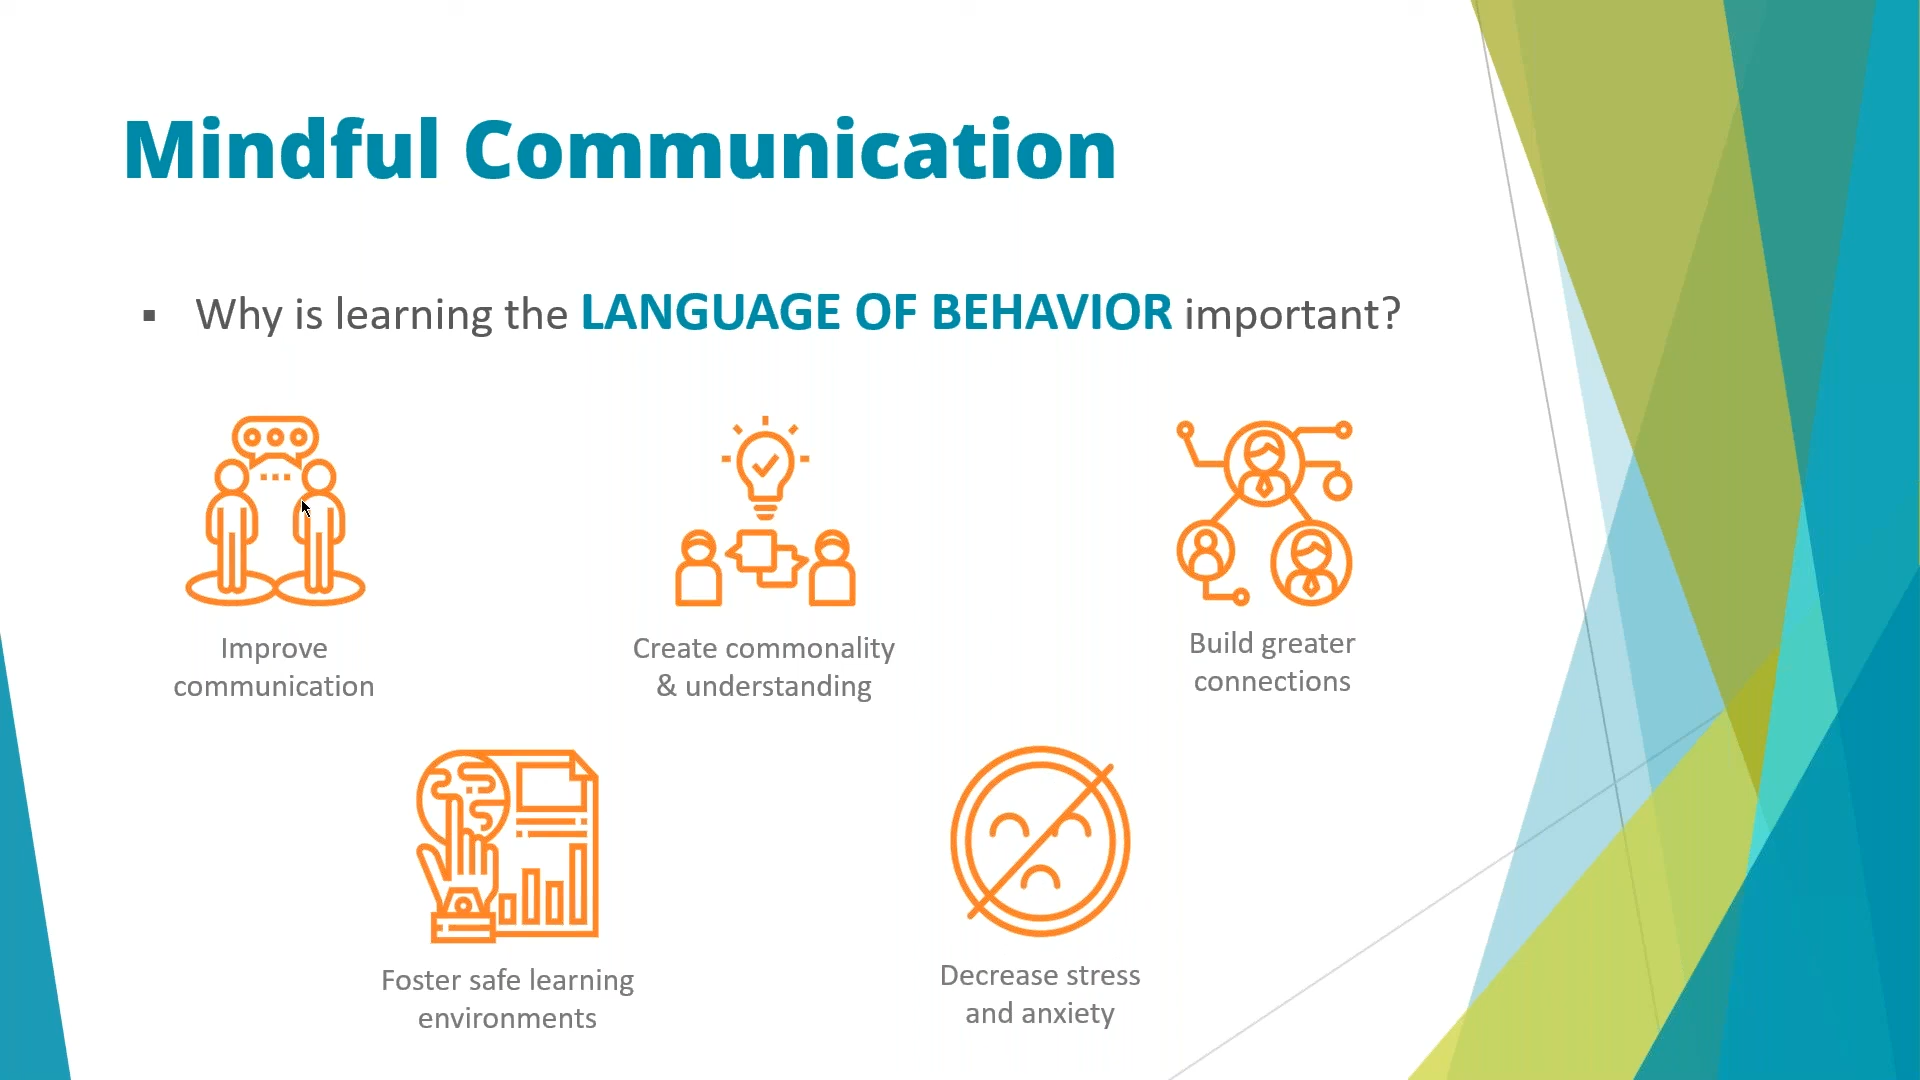 Mindful Communication
▪ Why is learning the LANGUAGE OF BEHAVIOR important?
Improve
communication
Create commonality
& understanding
Build greater
connections
Foster safe learning
environments
Decrease stress
and anxiety